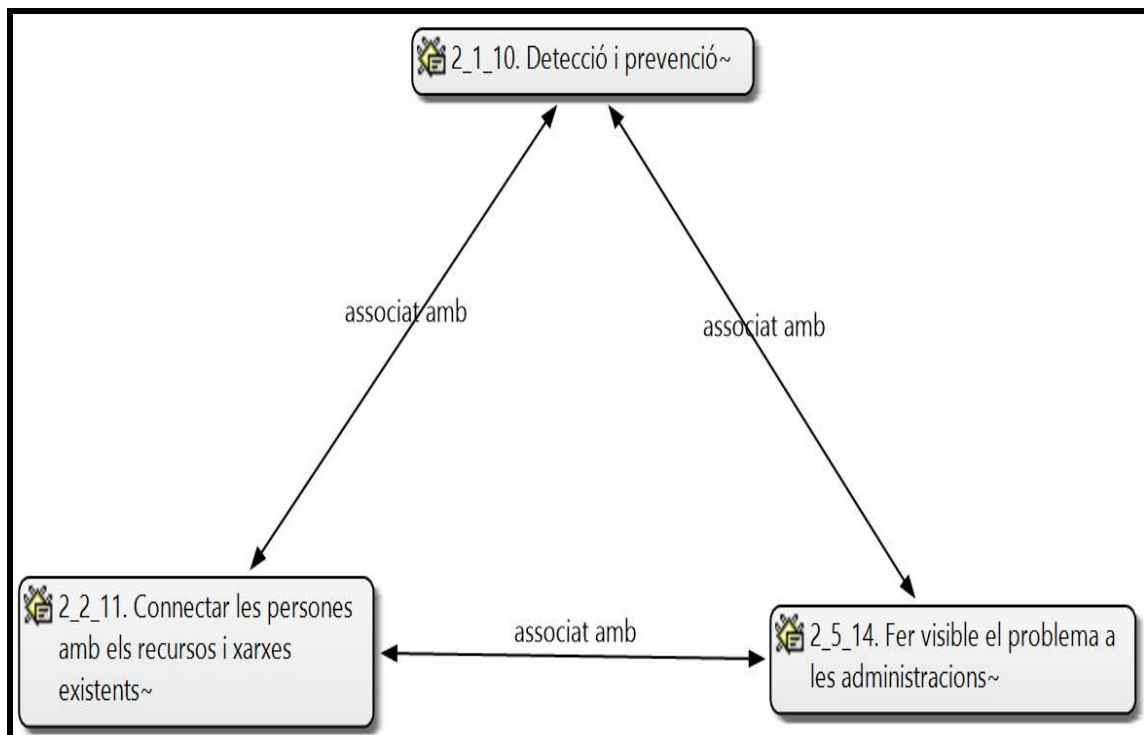 2_1_10. Detecció i prevenció~
associat amb
associat amb
2_2_11. Connectar les persones
amb els recursos i xarxes
existents~
associat amb
2_5_14. Fer visible el problema a
les administracions~